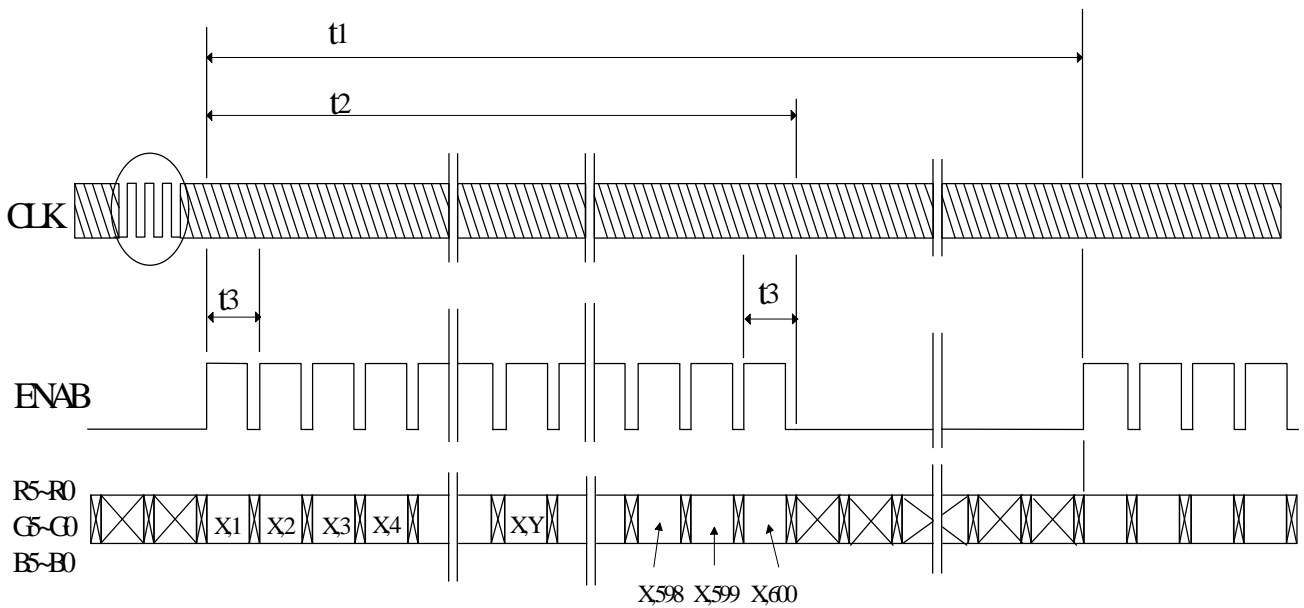 t1
t2
CLK
t3 t3
ENAB
R5~R0
G5~G0
B5~B0
X,1 X,2 X,3 X,4 X,Y
X,598 X,599 X,600